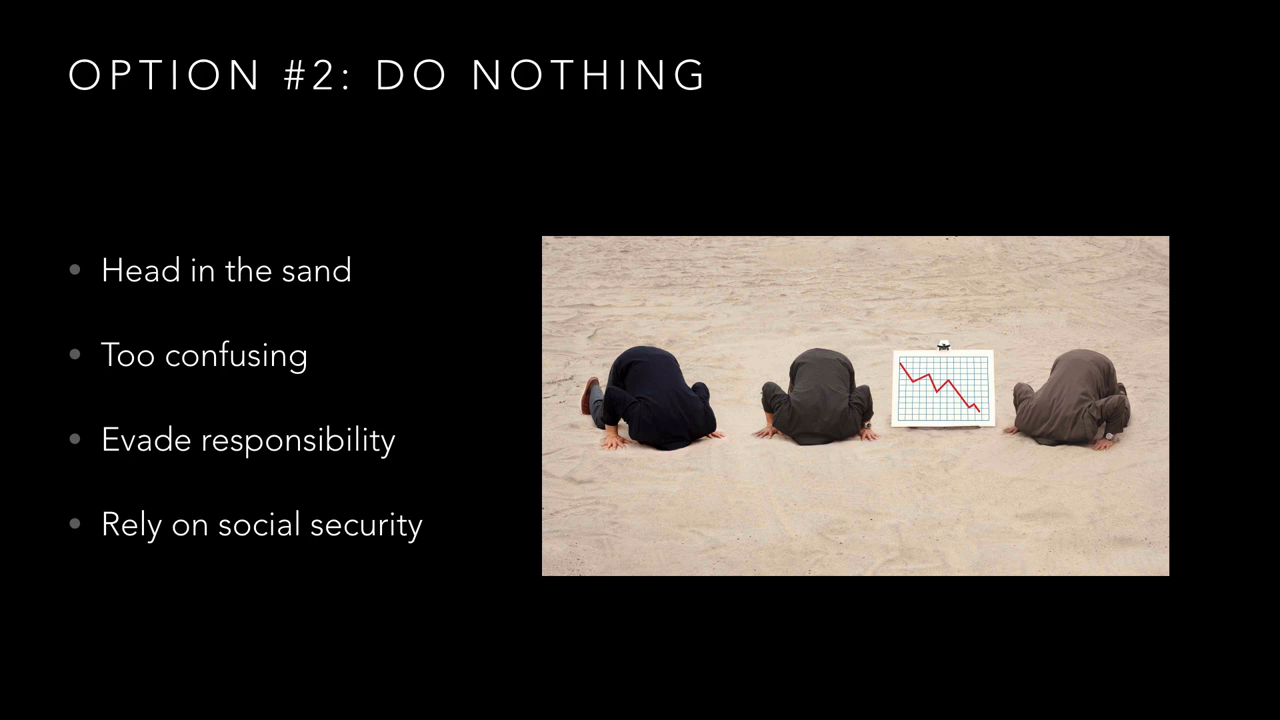 OPTION #2: DO NOTHING
• Head in the sand
• Too confusing
• Evade responsibility
• Rely on social security